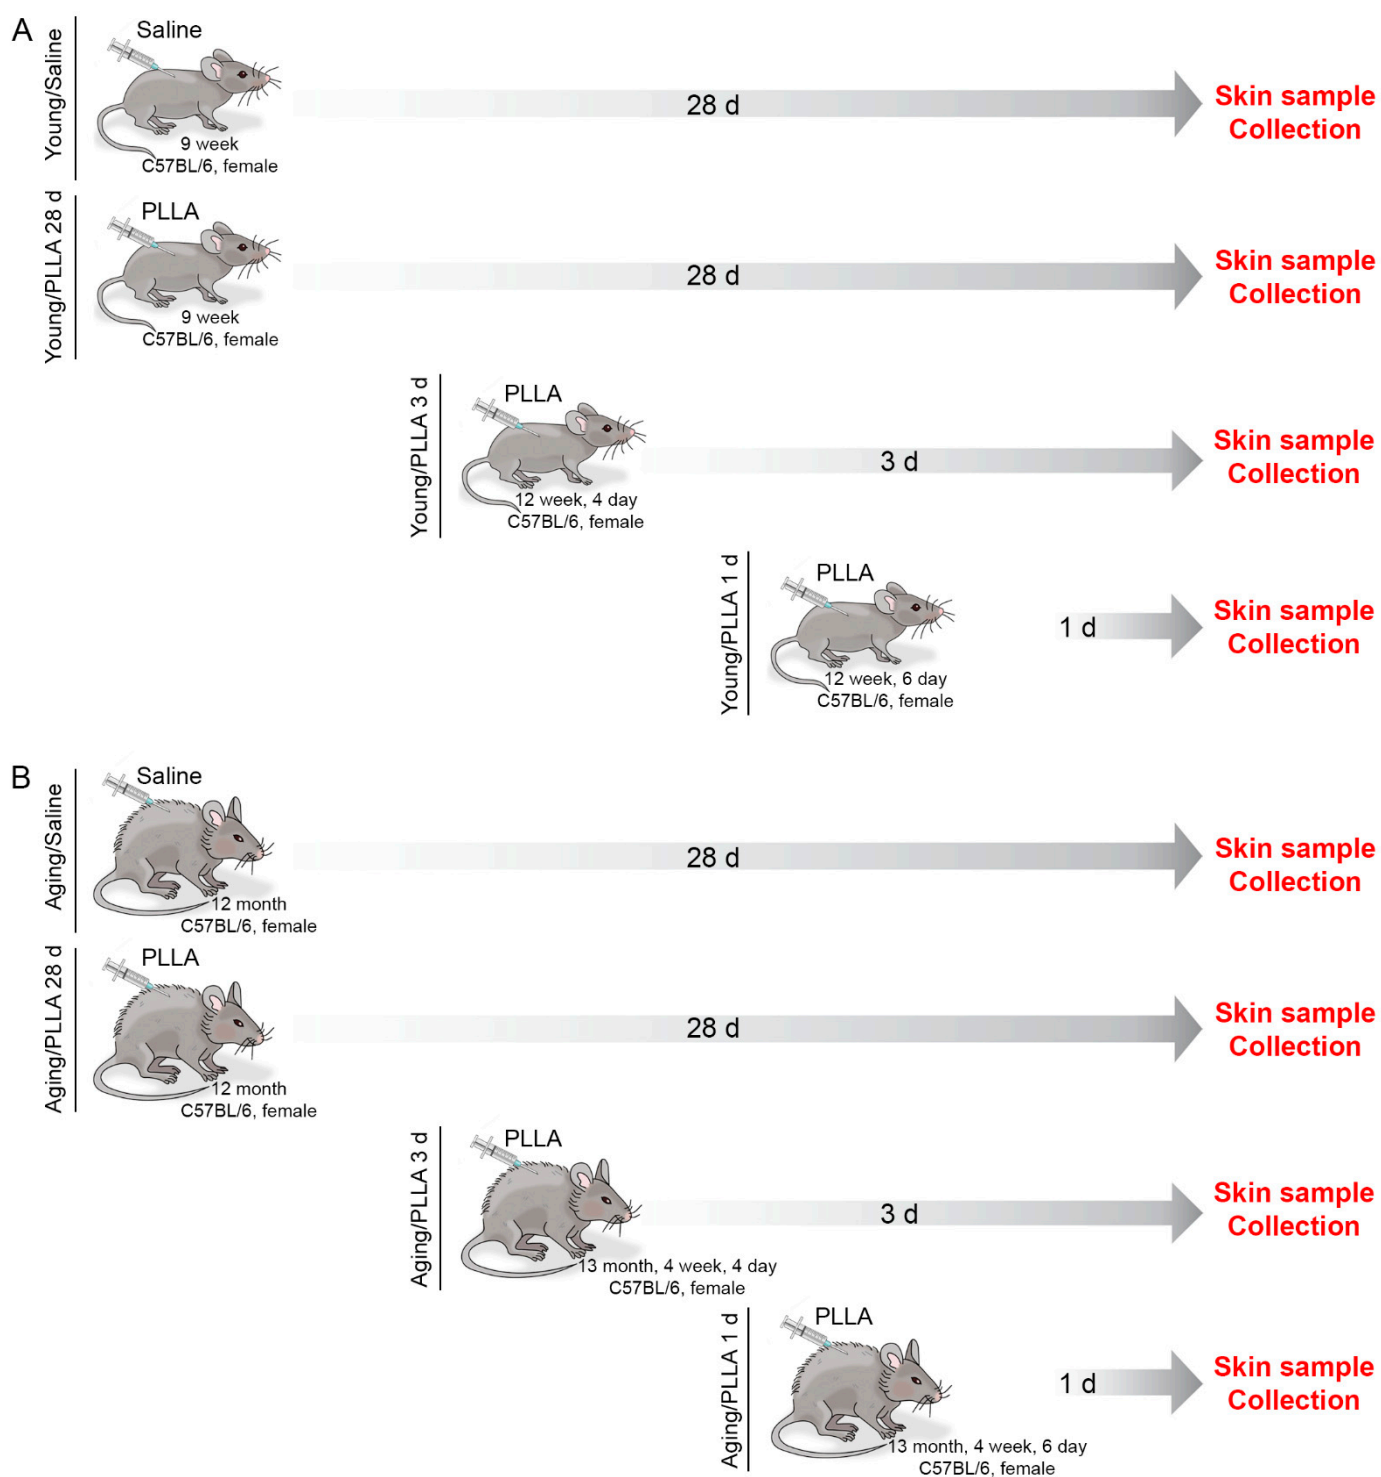 A
Young/Saline
Saline
9 week
C57BL/6, female
28 d
Skin sample
Collection
Young/PLLA 28 d
PLLA
9 week
C57BL/6, female
28 d
Skin sample
Collection
Young/PLLA 3 d
PLLA
12 week, 4 day
C57BL/6, female
3 d
Skin sample
Collection
Young/PLLA 1 d
PLLA
12 week, 6 day
C57BL/6, female
1 d
Skin sample
Collection
B
Aging/Saline
Saline
12 month
C57BL/6, female
28 d
Skin sample
Collection
Aging/PLLA 28 d
PLLA
12 month
C57BL/6, female
28 d
Skin sample
Collection
Aging/PLLA 3 d
PLLA
13 month, 4 week, 4 day
C57BL/6, female
3 d
Skin sample
Collection
Aging/PLLA 1 d
PLLA
13 month, 4 week, 6 day
C57BL/6, female
1 d
Skin sample
Collection